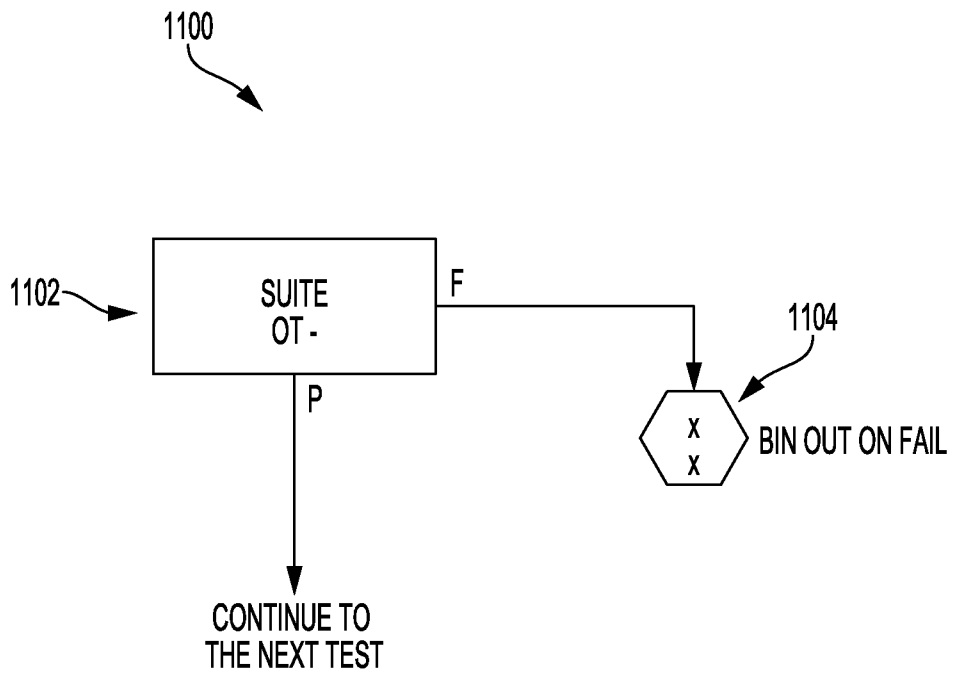 1100
1102
SUITE
OT -
F
P
1104
X
X
BIN OUT ON FAIL
CONTINUE TO
THE NEXT TEST